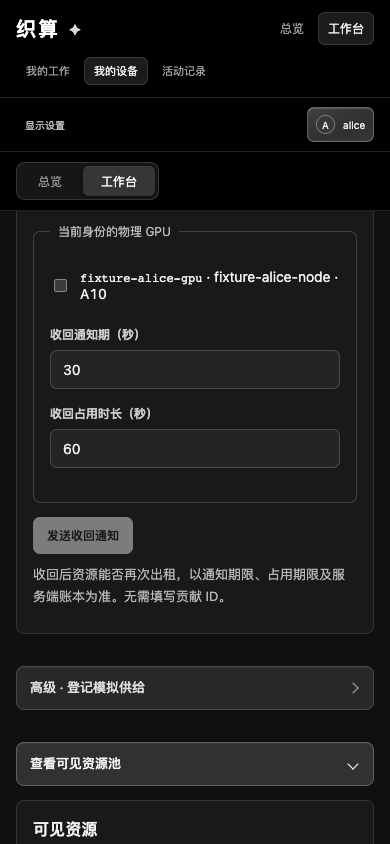 织算 ✦
总览
工作台
我的工作
我的设备
活动记录
显示设置
A
alice
总览
工作台
当前身份的物理 GPU
fixture-alice-gpu · fixture-alice-node ·
A10
收回通知期（秒）
30
收回占用时长（秒）
60
发送收回通知
收回后资源能否再次出租，以通知期限、占用期限及服
务端账本为准。无需填写贡献 ID。
高级 · 登记模拟供给
查看可见资源池
可见资源